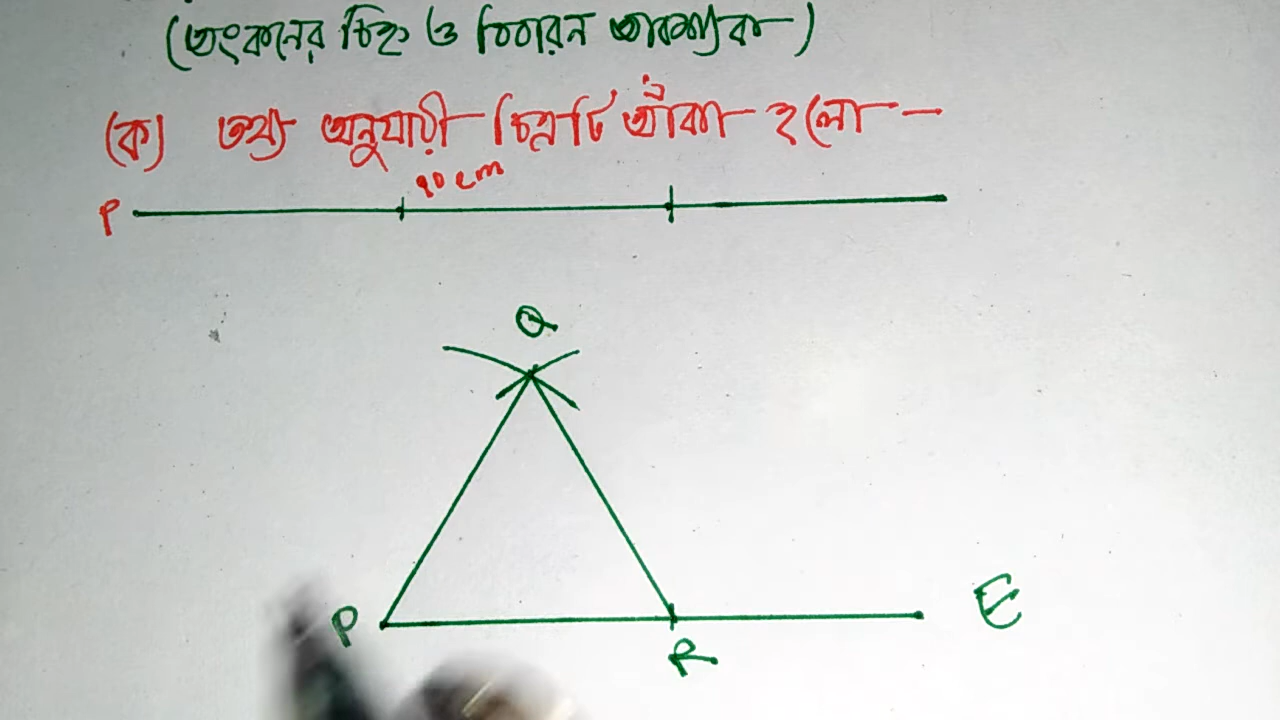 (অংকনের চিহ্ন ও বিবরন আবশ্যক)
(ক) তথ্য অনুযায়ী চিত্রটি আঁকা হলো -
P 10 cm
Q
P R E